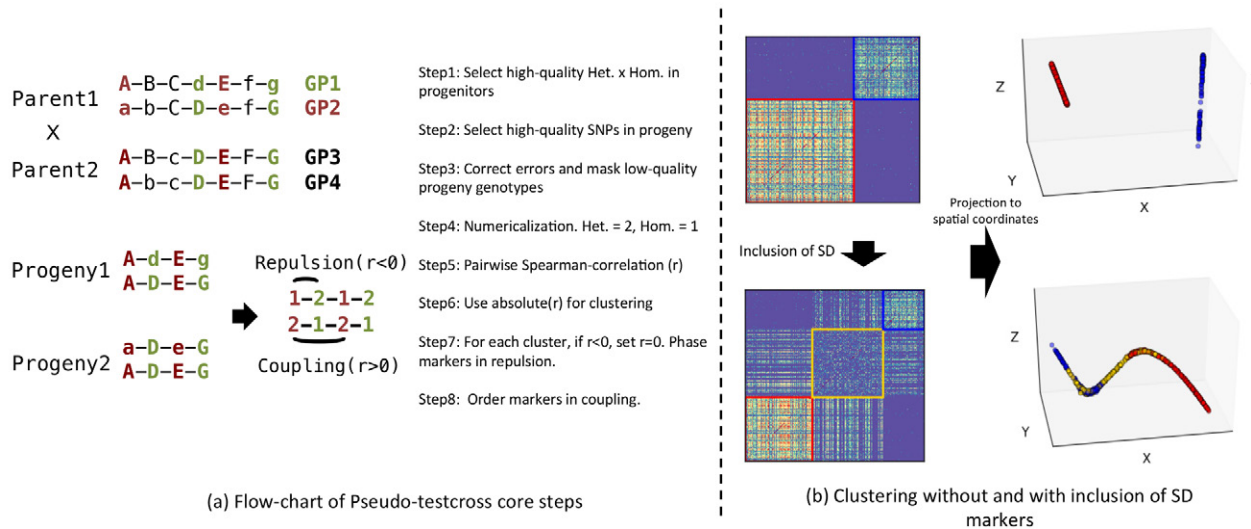 Parent1
A-B-C-d-E-f-g GP1
a-b-C-D-e-f-G GP2
X
Parent2
A-B-c-D-E-F-G GP3
A-b-c-D-E-F-G GP4
Progeny1
A-d-E-g
A-D-E-G
Progeny2
a-D-e-G
A-D-E-G
Repulsion(r<0)
1-2-1-2
2-1-2-1
Coupling(r>0)
Step1: Select high-quality Het. x Hom. in
progenitors
Step2: Select high-quality SNPs in progeny
Step3: Correct errors and mask low-quality
progeny genotypes
Step4: Numericalization. Het. = 2, Hom. = 1
Step5: Pairwise Spearman-correlation (r)
Step6: Use absolute(r) for clustering
Step7: For each cluster, if r<0, set r=0. Phase
markers in repulsion.
Step8: Order markers in coupling.
(a) Flow-chart of Pseudo-testcross core steps
Inclusion of SD
Projection to
spatial coordinates
Z
Y
X
Z
Y
X
(b) Clustering without and with inclusion of SD
markers